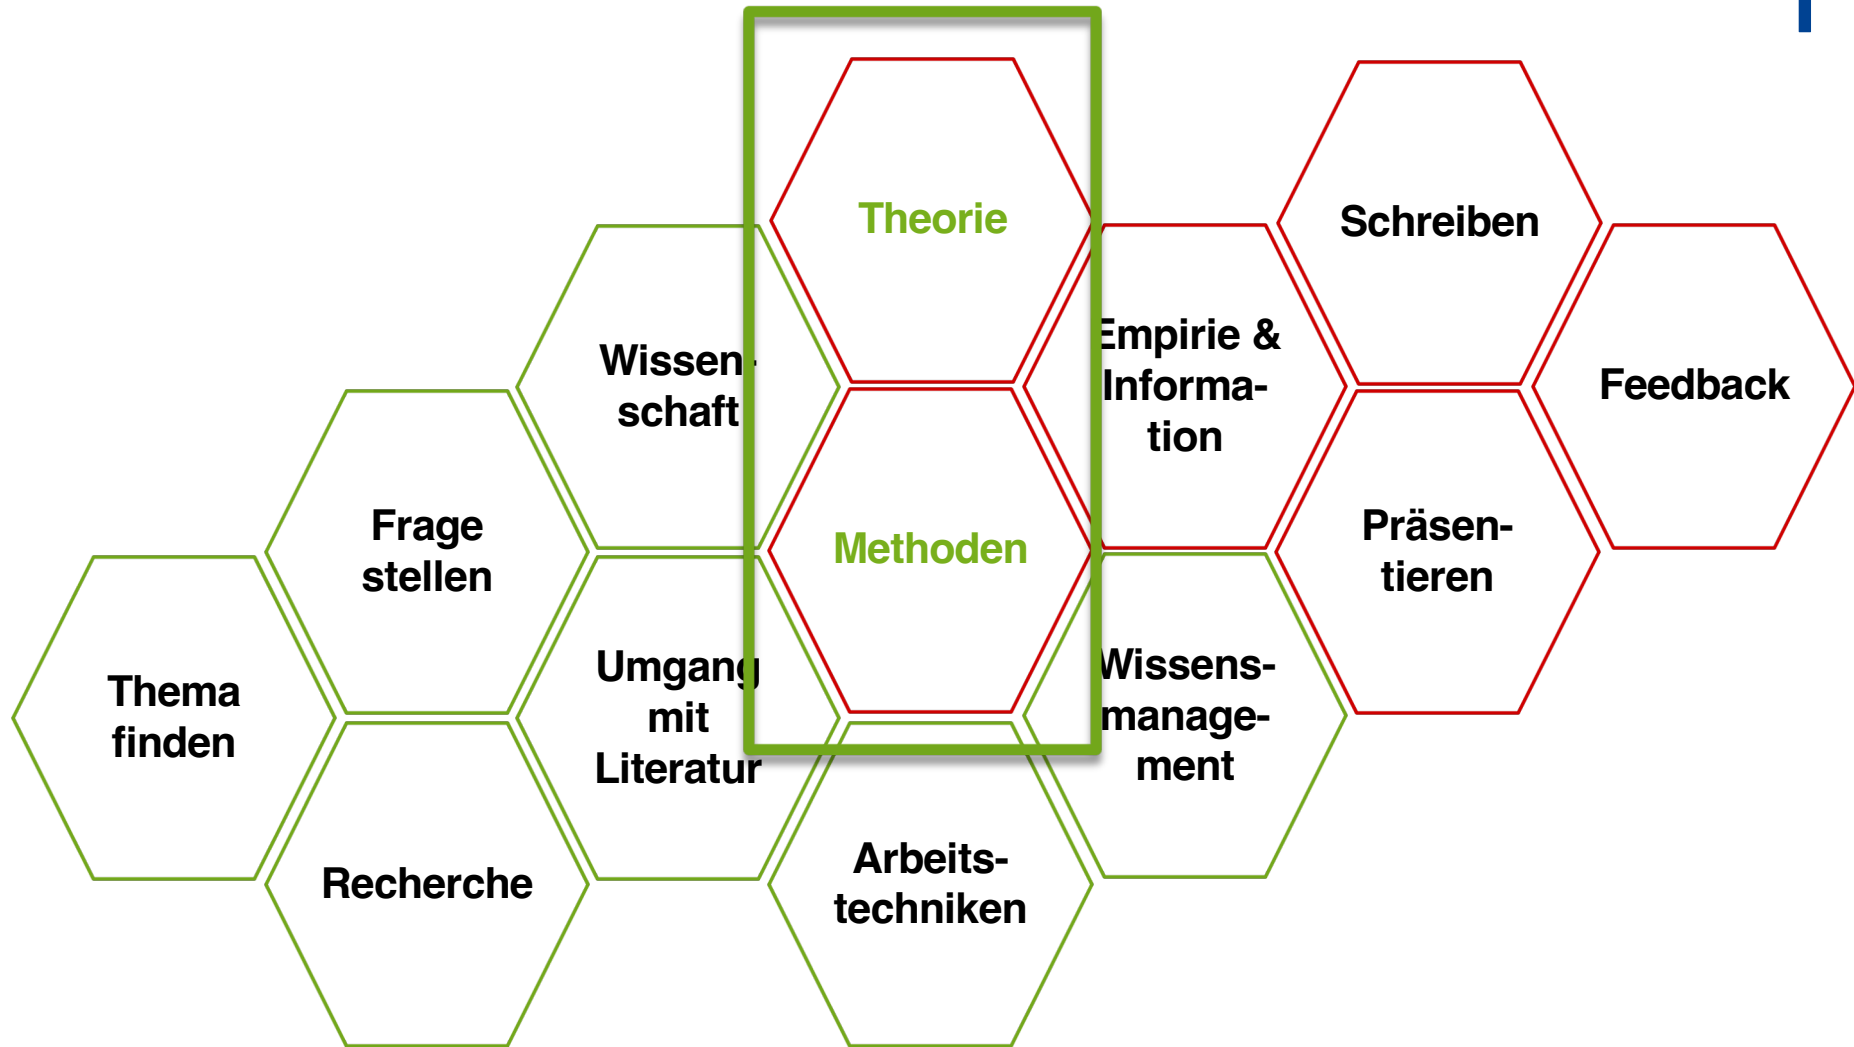 Thema
finden
Frage
stellen
Recherche
Wissen-
schaft
Umgang
mit
Literatur
Theorie
Methoden
Arbeits-
techniken
Empirie &
Informa-
tion
Wissens-
manage-
ment
Schreiben
Präsen-
tieren
Feedback